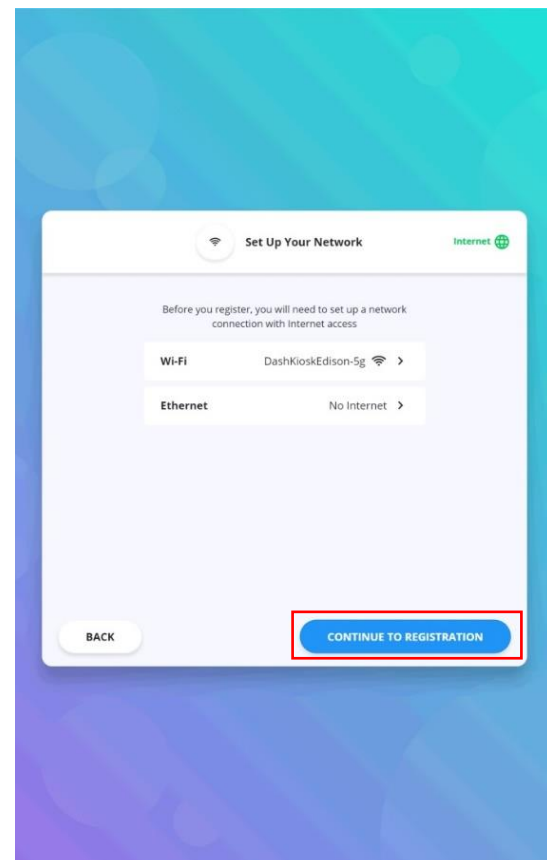 Set Up Your Network
Internet
Before you register, you will need to set up a network
connection with Internet access
Wi-Fi DashKioskEdison-5g
Ethernet No Internet
BACK CONTINUE TO REGISTRATION